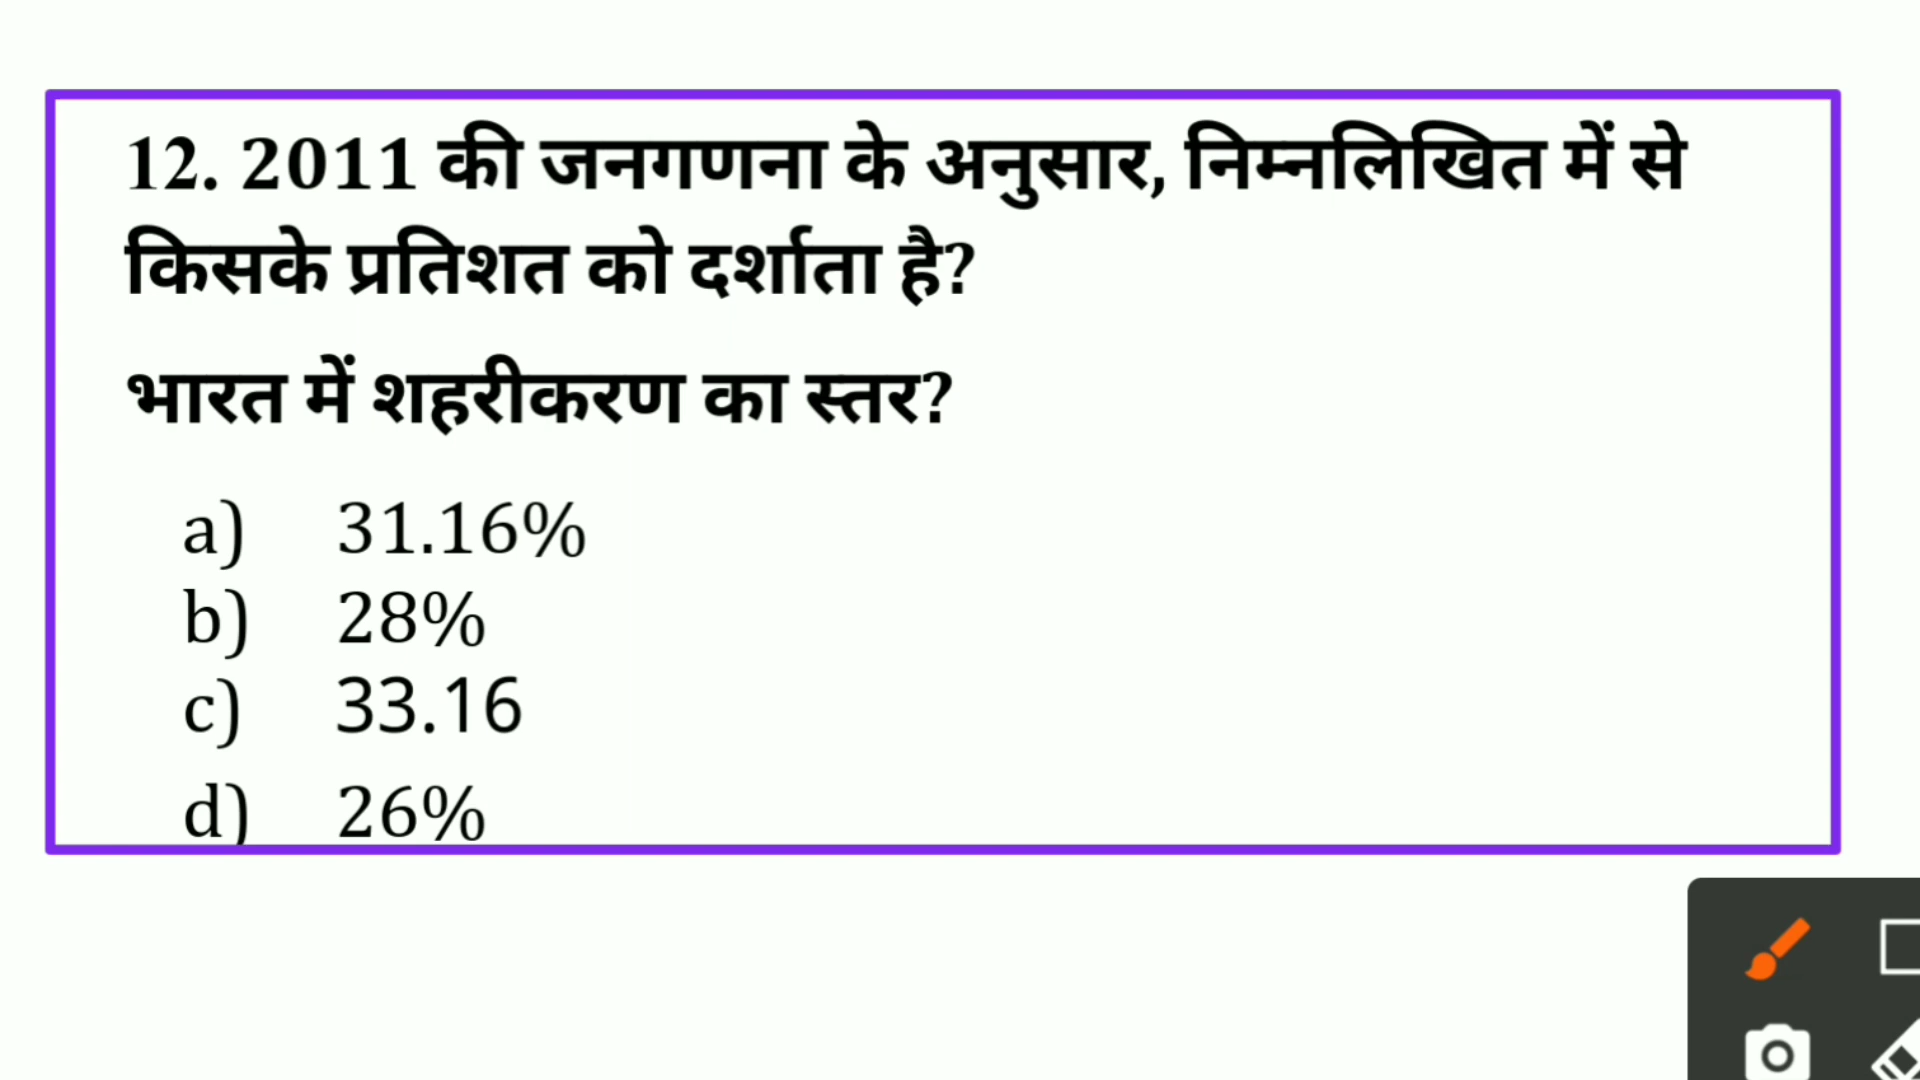 12. 2011 की जनगणना के अनुसार, निम्नलिखित में से
किसके प्रतिशत को दर्शाता है?
भारत में शहरीकरण का स्तर?
a) 31.16%
b) 28%
c) 33.16
d) 26%